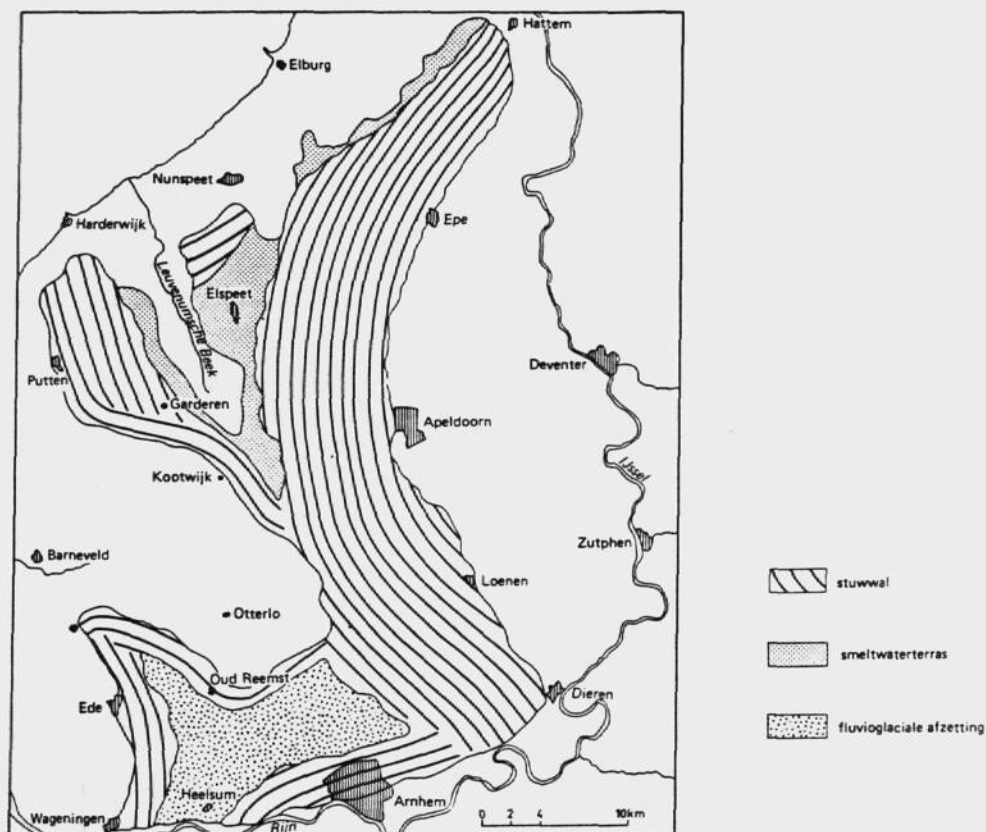 Hattem
Elburg
Nunspeet
Harderwijk
Epe
Leuvenumsche Beek
Elspeet
Putten
Deventer
Garderen
Apeldoorn
Kootwijk
IJssel
Zutphen
Barneveld
Loenen
stuwwal
Otterlo
smeltwaterterras
Oud Reemst
Dieren
Ede
fluvioglaciale afzetting
Heelsum
Arnhem
Wageningen
Rijn
0 2 4 10km